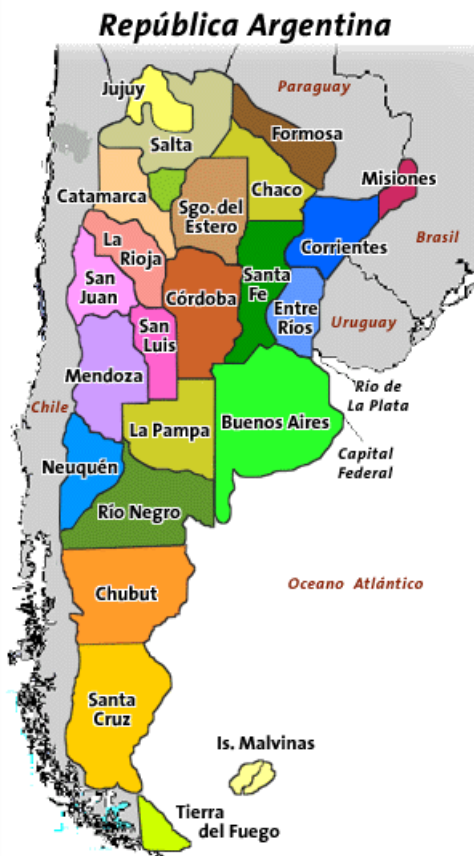 República Argentina
Jujuy
Paraguay
Salta
Formosa
Misiones
Catamarca
Chaco
Sgo. del
Estero
La
Rioja
Corrientes
Brasil
San
Juan
Córdoba
Santa
Fe
Entre
Ríos
San
Luis
Uruguay
Mendoza
Chile
Río de
La Plata
La Pampa
Buenos Aires
Capital
Federal
Neuquén
Río Negro
Oceano Atlántico
Chubut
Santa
Cruz
Is. Malvinas
Tierra
del Fuego